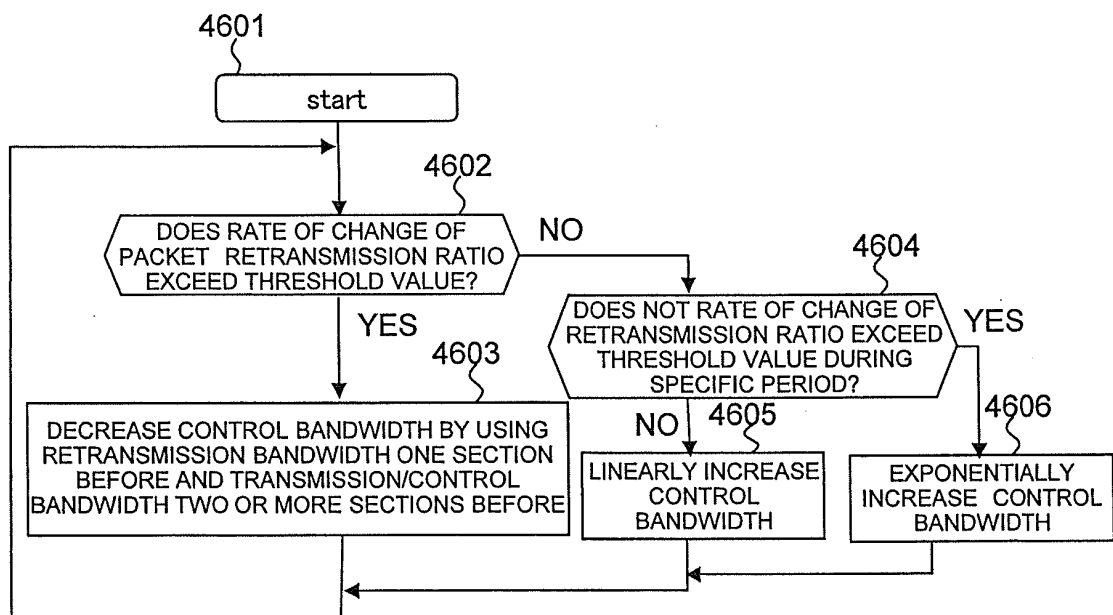 4601
start
4602
DOES RATE OF CHANGE OF
PACKET RETRANSMISSION RATIO
EXCEED THRESHOLD VALUE?
NO
YES
4604
DOES NOT RATE OF CHANGE OF
RETRANSMISSION RATIO EXCEED
THRESHOLD VALUE DURING
SPECIFIC PERIOD?
YES
NO
4603
DECREASE CONTROL BANDWIDTH BY USING
RETRANSMISSION BANDWIDTH ONE SECTION
BEFORE AND TRANSMISSION/CONTROL
BANDWIDTH TWO OR MORE SECTIONS BEFORE
4605
LINEARLY INCREASE
CONTROL
BANDWIDTH
4606
EXPONENTIALLY
INCREASE CONTROL
BANDWIDTH